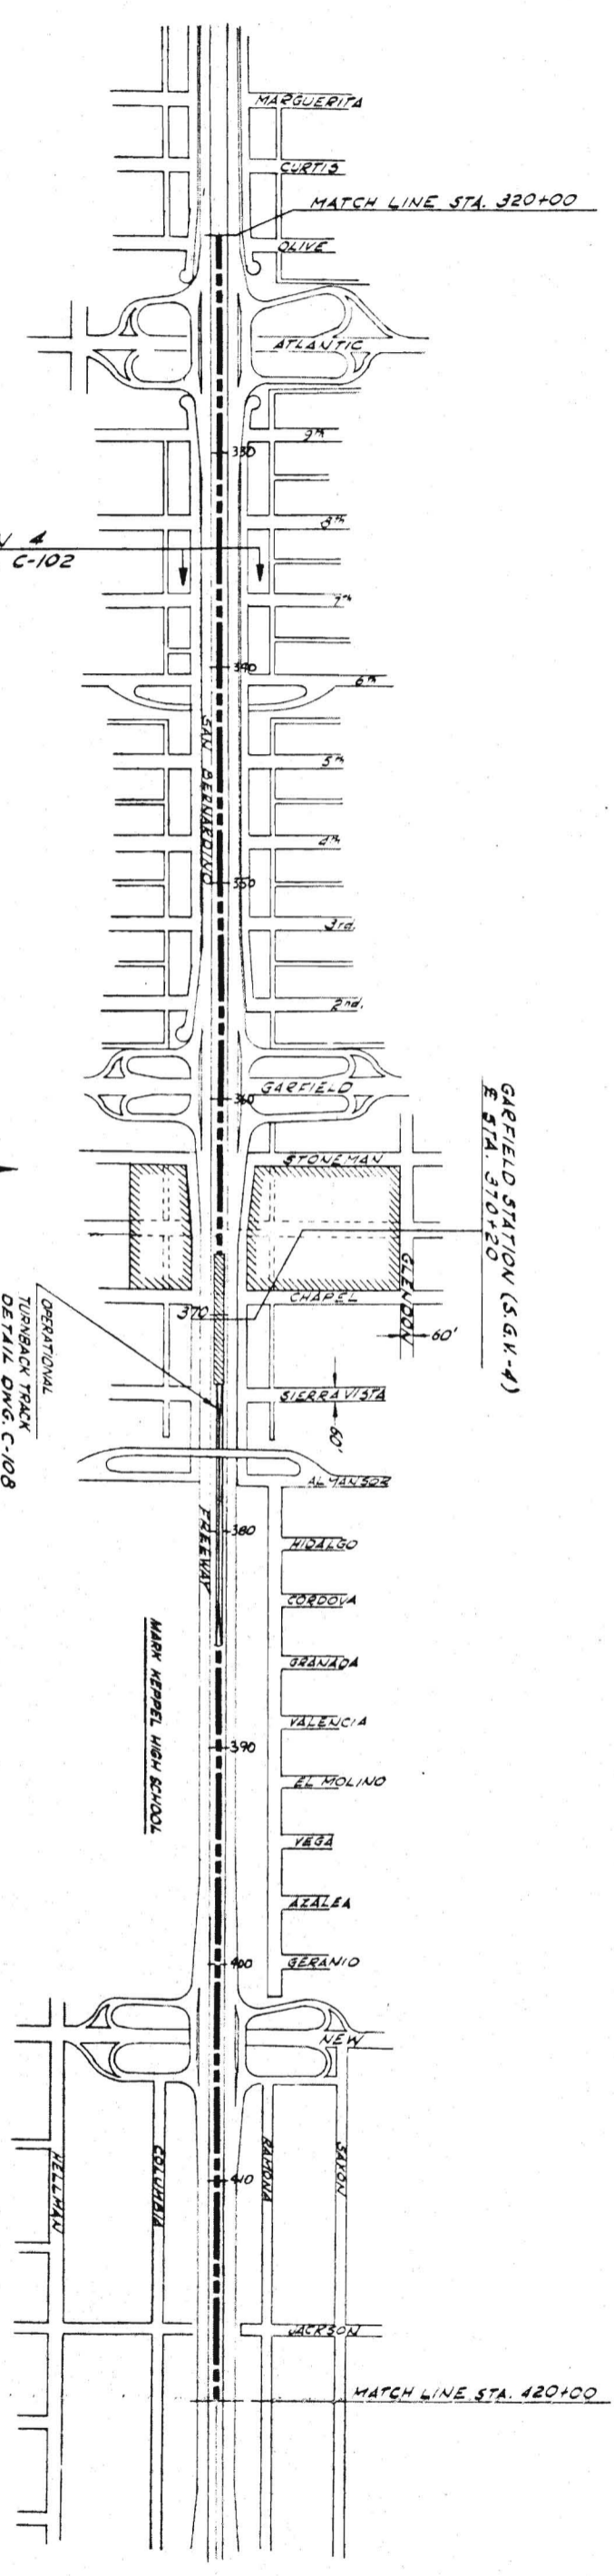 MARGUERITA
CURTIS
MATCH LINE STA. 320+00
OLIVE
ATLANTIC
9th
330
8th
4
C-102
7th
340
6th
SAN BERNARDINO
5th
4th
350
3rd.
2nd.
GARFIELD
360
GARFIELD STATION (S.G.V.-4)
STA. 370+20
STONEMAN
GLENDON
CHAPEL
370
60'
OPERATIONAL
TURNBACK TRACK
DETAIL DWG. C-108
SIERRA VISTA
60'
ALMANSOR
FREEWAY
380
HIDALGO
CORDOVA
MARK KEPPEL HIGH SCHOOL
GRANADA
VALENCIA
390
EL MOLINO
VEGA
AZALEA
400
GERANIO
NEW
HELLMAN
COLUMBIA
RAMONA
SAXON
410
JACKSON
MATCH LINE STA. 420+00